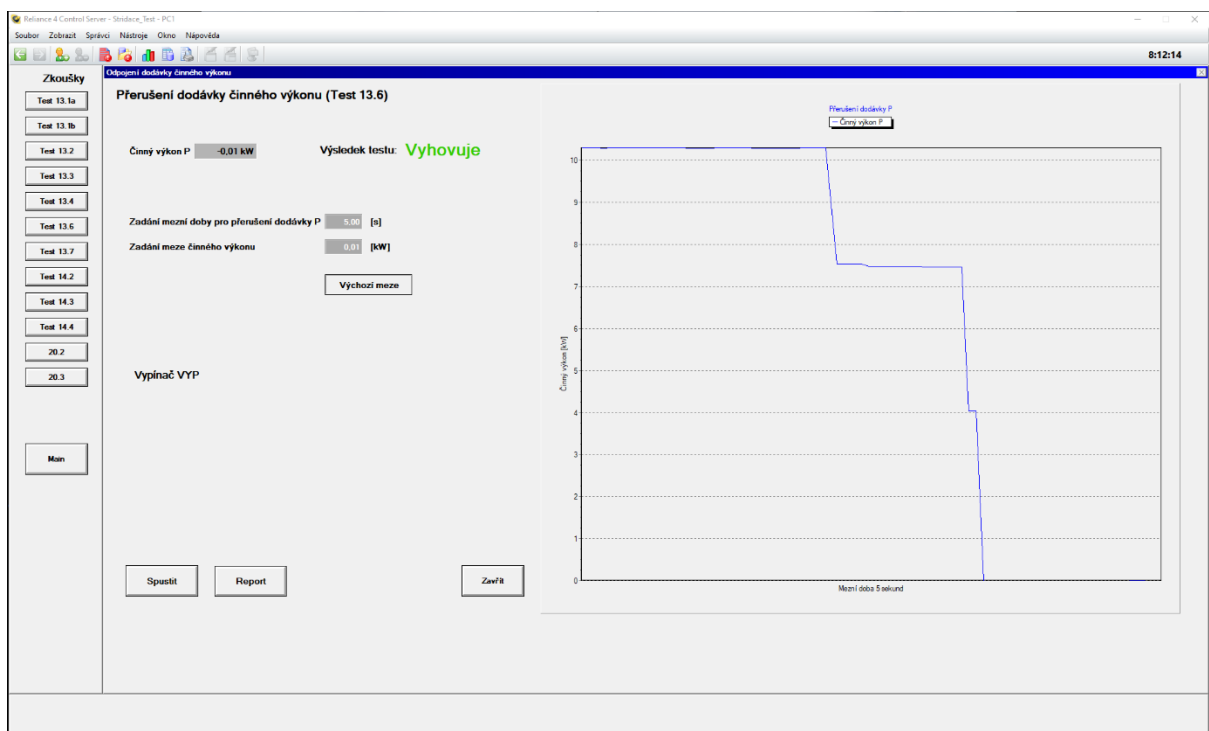 Reliance 4 Control Server - Stridace_Test - PC1
Soubor Zobrazit Správci Nástroje Okno Nápověda
8:12:14
Zkoušky
Test 13.1a
Test 13.1b
Test 13.2
Test 13.3
Test 13.4
Test 13.6
Test 13.7
Test 14.2
Test 14.3
Test 14.4
20.2
20.3
Main
Odpojení dodávky činného výkonu
Přerušení dodávky činného výkonu (Test 13.6)
Činný výkon P -0,01 kW Výsledek testu: Vyhovuje
Zadání mezní doby pro přerušení dodávky P 5,00 [s]
Zadání meze činného výkonu 0,01 [kW]
Výchozí meze
Vypínač VYP
Spustit Report Zavřít
Přerušení dodávky P
Činný výkon P
10
9
8
7
6
5
4
3
2
1
0
Činný výkon [kW]
Mezní doba 5 sekund